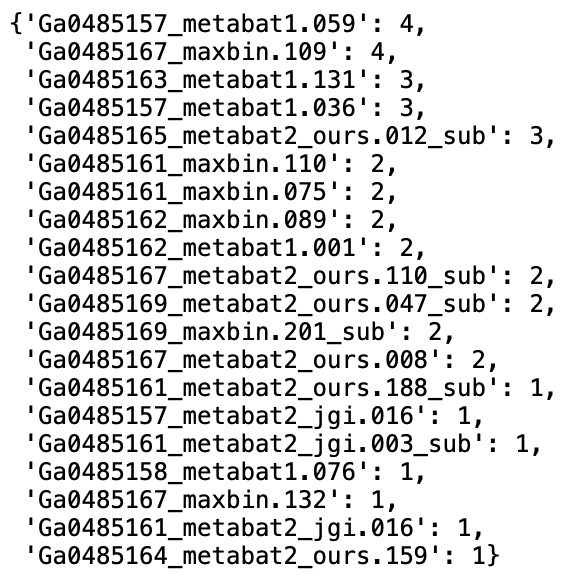 {'Ga0485157_metabat1.059': 4,
'Ga0485167_maxbin.109': 4,
'Ga0485163_metabat1.131': 3,
'Ga0485157_metabat1.036': 3,
'Ga0485165_metabat2_ours.012_sub': 3,
'Ga0485161_maxbin.110': 2,
'Ga0485161_maxbin.075': 2,
'Ga0485162_maxbin.089': 2,
'Ga0485162_metabat1.001': 2,
'Ga0485167_metabat2_ours.110_sub': 2,
'Ga0485169_metabat2_ours.047_sub': 2,
'Ga0485169_maxbin.201_sub': 2,
'Ga0485167_metabat2_ours.008': 2,
'Ga0485161_metabat2_ours.188_sub': 1,
'Ga0485157_metabat2_jgi.016': 1,
'Ga0485161_metabat2_jgi.003_sub': 1,
'Ga0485158_metabat1.076': 1,
'Ga0485167_maxbin.132': 1,
'Ga0485161_metabat2_jgi.016': 1,
'Ga0485164_metabat2_ours.159': 1}